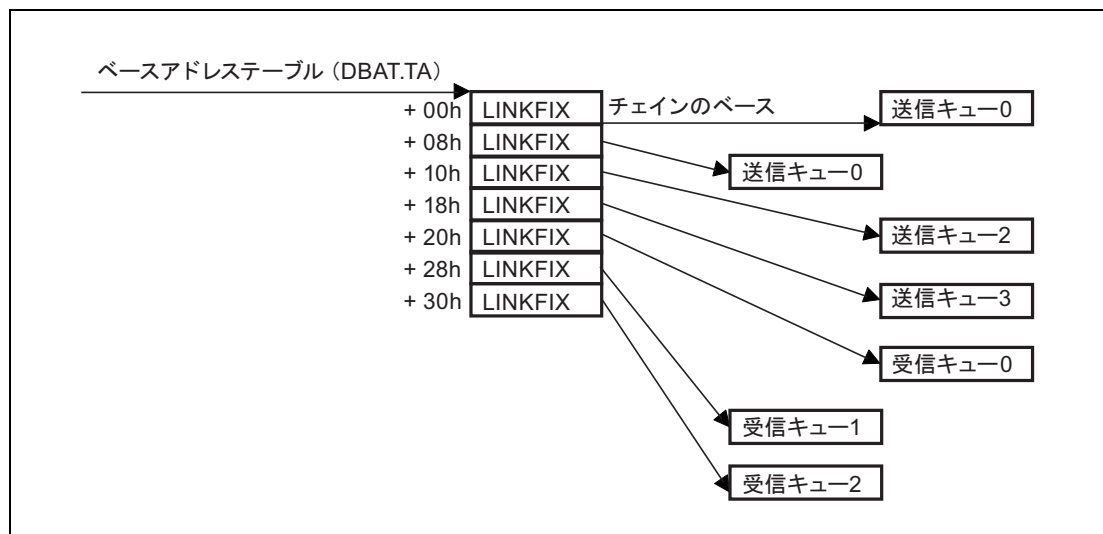 ベースアドレステーブル（DBAT.TA）
+ 00h LINKFIX チェインのベース 送信キュー0
+ 08h LINKFIX
送信キュー0
+ 10h LINKFIX
+ 18h LINKFIX
送信キュー2
+ 20h LINKFIX
+ 28h LINKFIX
送信キュー3
+ 30h LINKFIX
受信キュー0
受信キュー1
受信キュー2